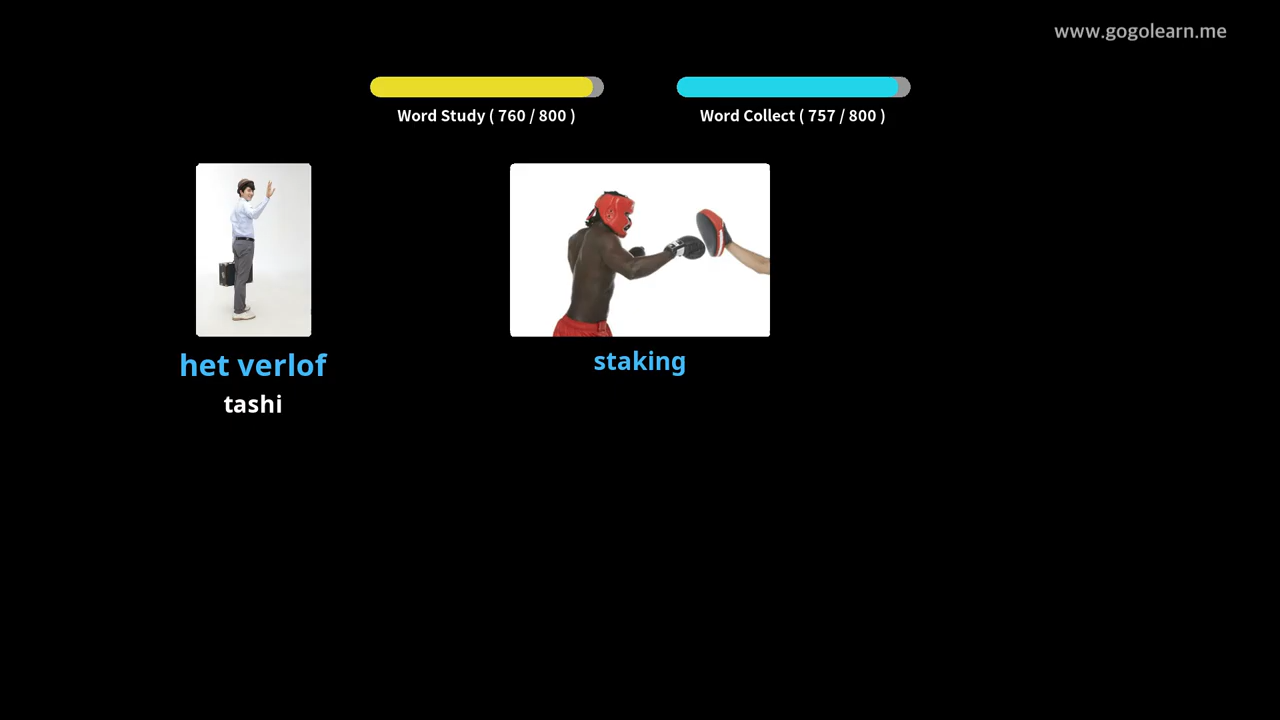 www.gogolearn.me
Word Study ( 760 / 800 )
Word Collect ( 757 / 800 )
het verlof
tashi
staking